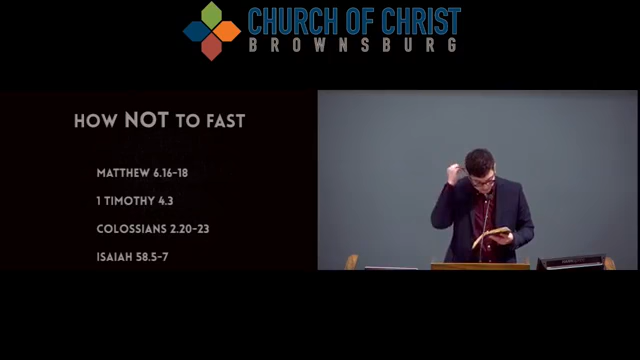 CHURCH OF CHRIST
BROWNSBURG
HOW NOT TO FAST
MATTHEW 6.16-18
1 TIMOTHY 4.3
COLOSSIANS 2.20-23
ISAIAH 58.5-7